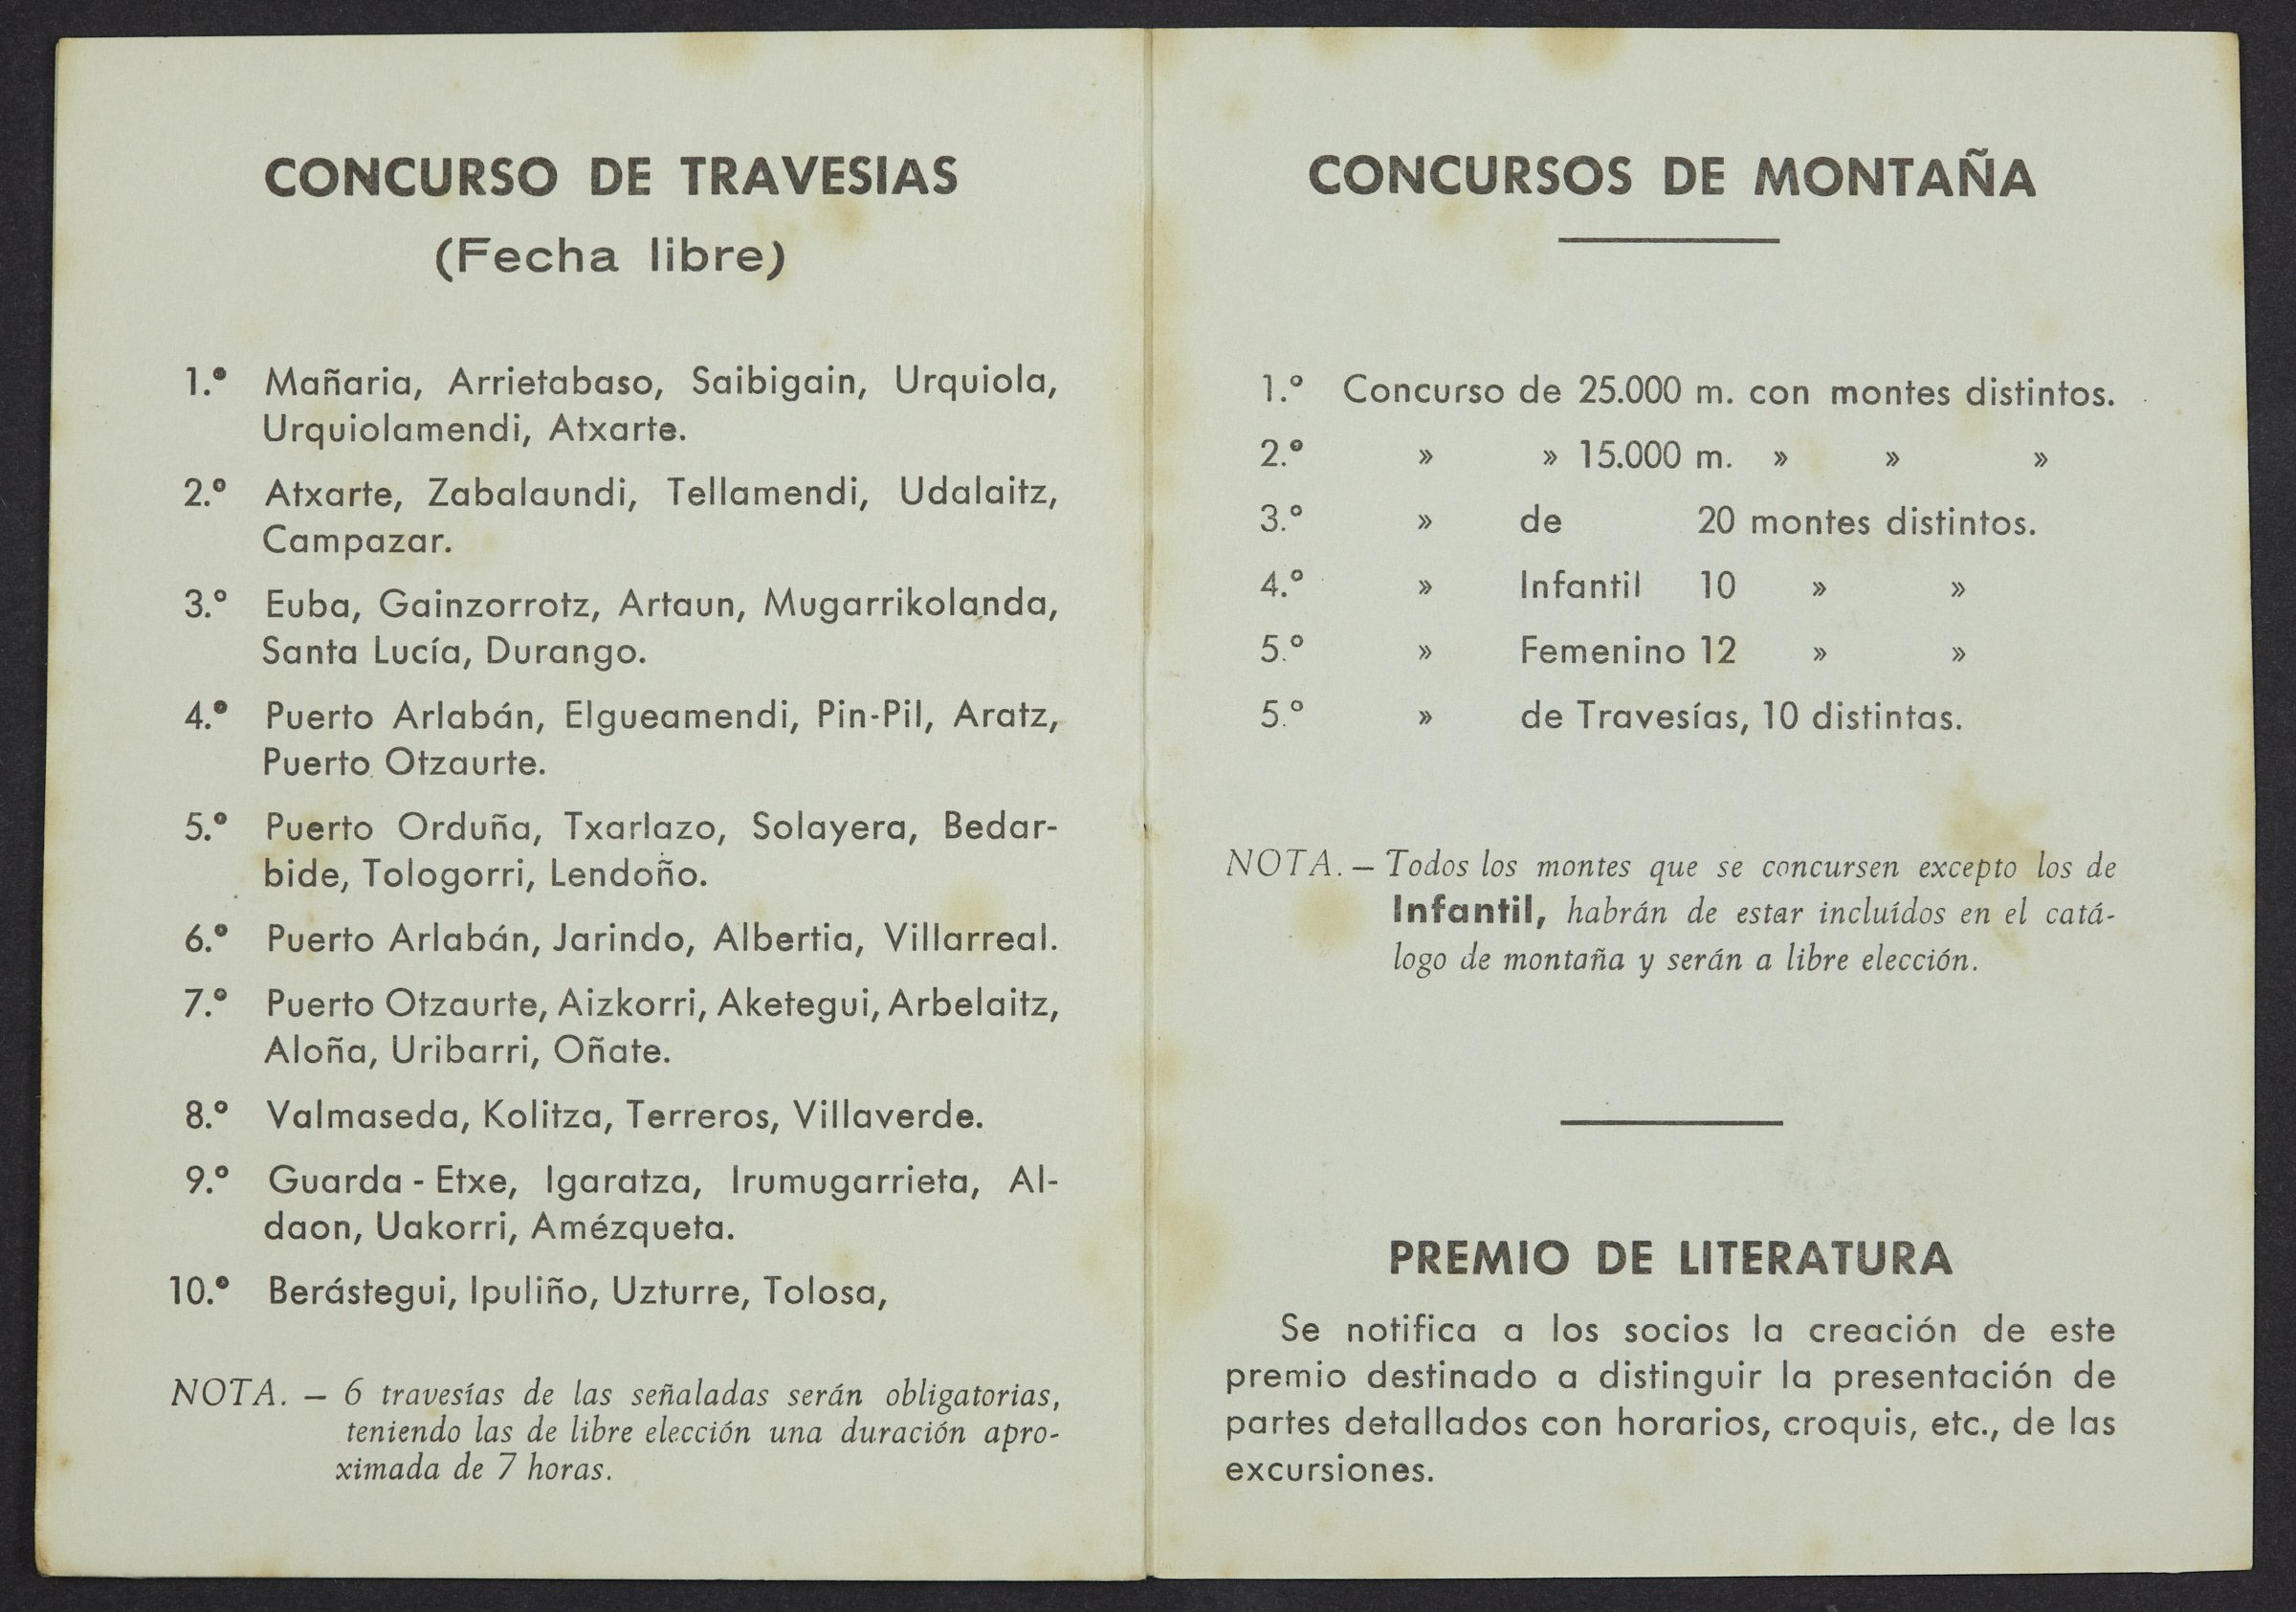 CONCURSO DE TRAVESIAS
(Fecha libre)
1.º Mañaria, Arrietabaso, Saibigain, Urquiola,
Urquiolamendi, Atxarte.
2.º Atxarte, Zabalaundi, Tellamendi, Udalaitz,
Campazar.
3.º Euba, Gainzorrotz, Artaun, Mugarrikolanda,
Santa Lucía, Durango.
4.º Puerto Arlabán, Elgueamendi, Pin-Pil, Aratz,
Puerto Otzaurte.
5.º Puerto Orduña, Txarlazo, Solayera, Bedar-
bide, Tologorri, Lendoño.
6.º Puerto Arlabán, Jarindo, Albertia, Villarreal.
7.º Puerto Otzaurte, Aizkorri, Aketegui, Arbelaitz,
Aloña, Uribarri, Oñate.
8.º Valmaseda, Kolitza, Terreros, Villaverde.
9.º Guarda - Etxe, Igaratza, Irumugarrieta, Al-
daon, Uakorri, Amézqueta.
10.º Berástegui, Ipuliño, Uzturre, Tolosa,
NOTA. — 6 travesías de las señaladas serán obligatorias,
teniendo las de libre elección una duración apro-
ximada de 7 horas.
CONCURSOS DE MONTAÑA
1.º Concurso de 25.000 m. con montes distintos.
2.º » » 15.000 m. » » »
3.º » de 20 montes distintos.
4.º » Infantil 10 » »
5.º » Femenino 12 » »
5.º » de Travesías, 10 distintas.
NOTA. — Todos los montes que se concursen excepto los de
Infantil, habrán de estar incluídos en el catá-
logo de montaña y serán a libre elección.
PREMIO DE LITERATURA
Se notifica a los socios la creación de este
premio destinado a distinguir la presentación de
partes detallados con horarios, croquis, etc., de las
excursiones.